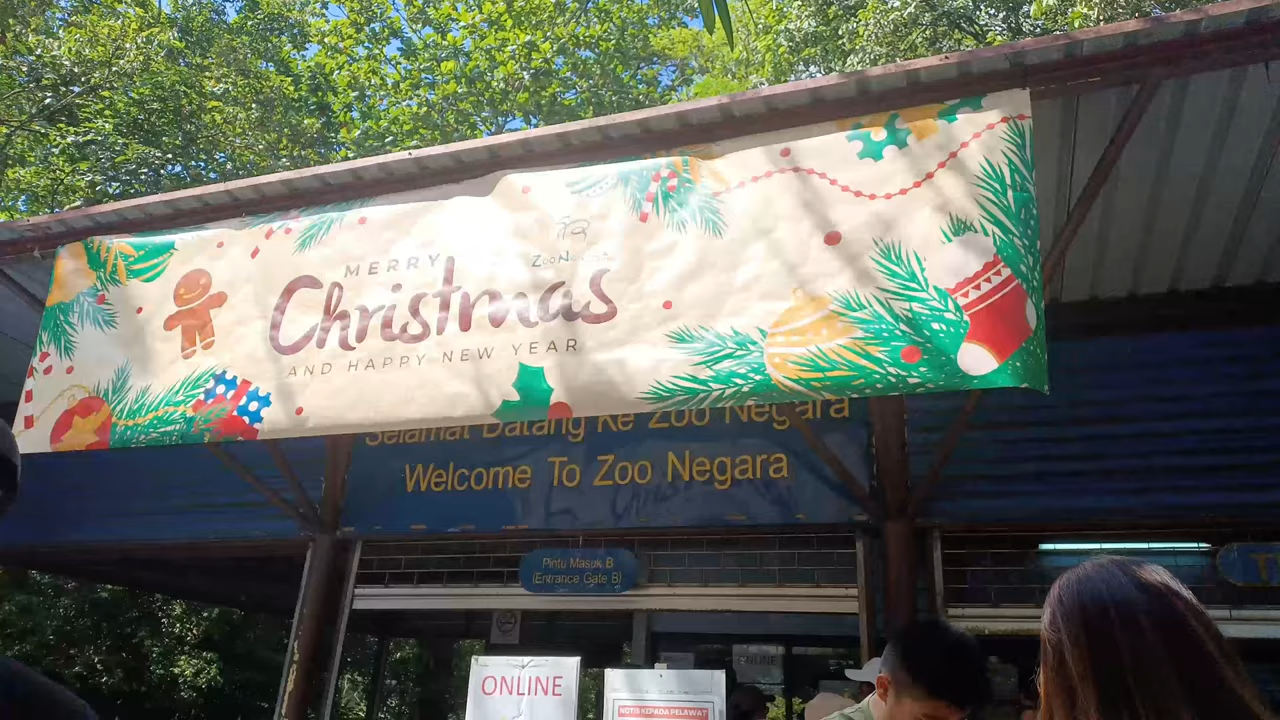 MERRY
Christmas
AND HAPPY NEW YEAR
Selamat Datang Ke Zoo Negara
Welcome To Zoo Negara
Pintu Masuk B
(Entrance Gate B)
ONLINE
ONLINE
NOTIS KEPADA PELAWAT